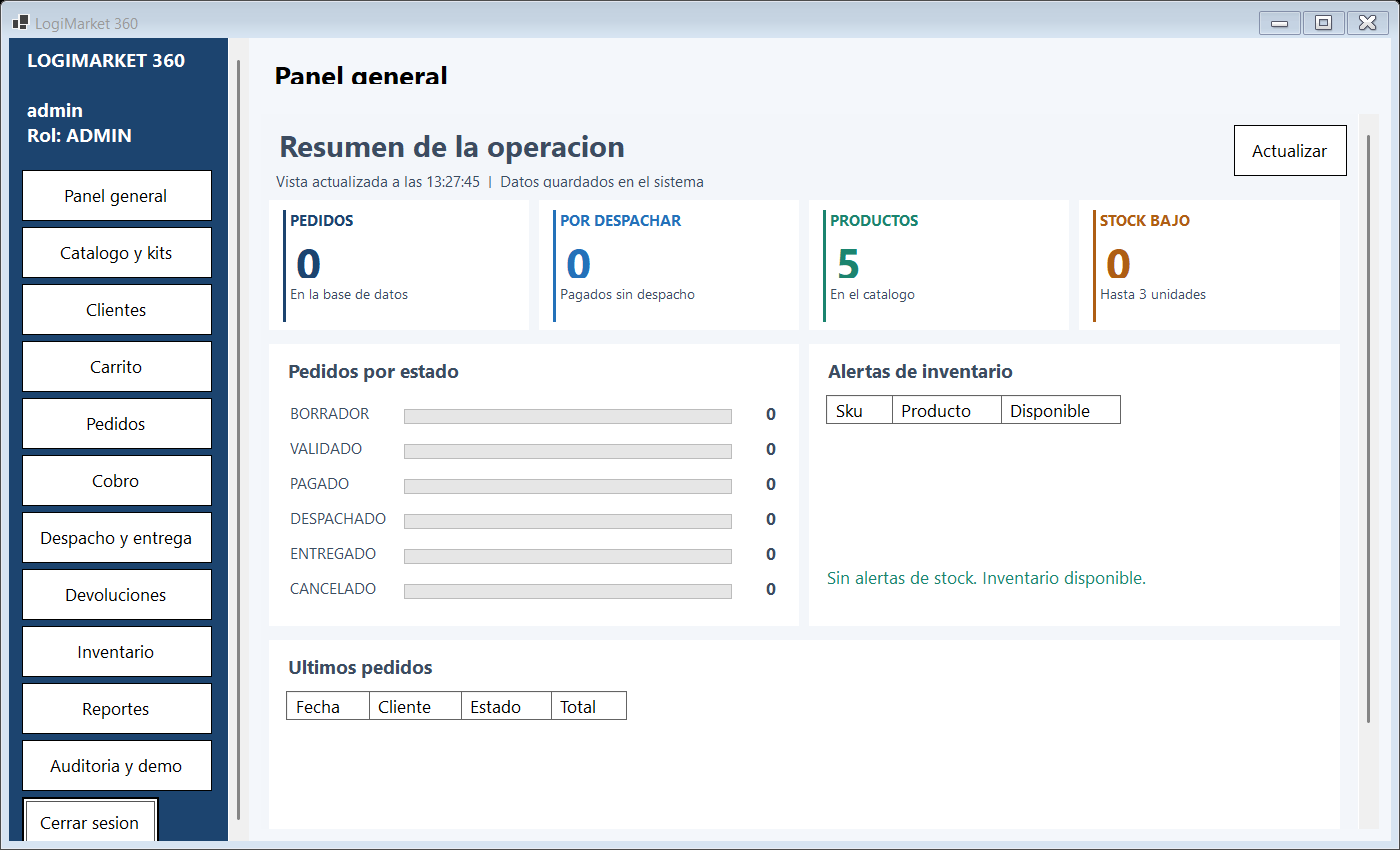 LogiMarket 360
LOGIMARKET 360
admin
Rol: ADMIN
Panel general
Catalogo y kits
Clientes
Carrito
Pedidos
Cobro
Despacho y entrega
Devoluciones
Inventario
Reportes
Auditoria y demo
Cerrar sesion
Panel general
Resumen de la operacion
Actualizar
Vista actualizada a las 13:27:45 | Datos guardados en el sistema
PEDIDOS
0
En la base de datos
POR DESPACHAR
0
Pagados sin despacho
PRODUCTOS
5
En el catalogo
STOCK BAJO
0
Hasta 3 unidades
Pedidos por estado
BORRADOR 0
VALIDADO 0
PAGADO 0
DESPACHADO 0
ENTREGADO 0
CANCELADO 0
Alertas de inventario
Sku Producto Disponible
Sin alertas de stock. Inventario disponible.
Ultimos pedidos
Fecha Cliente Estado Total